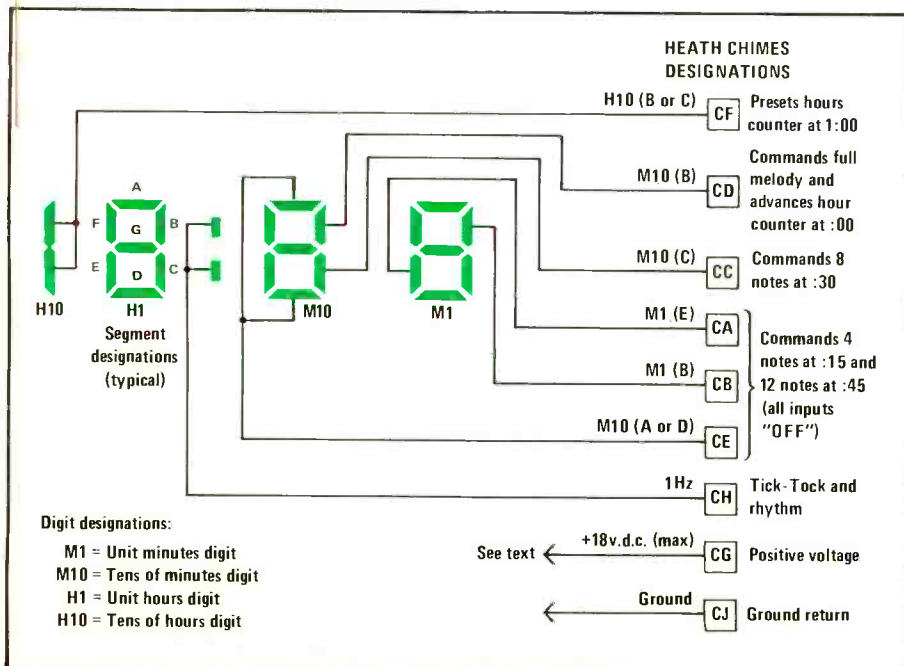 HEATH CHIMES
DESIGNATIONS
H10 (B or C)
CF
Presets hours
counter at 1:00
M10 (B)
CD
Commands full
melody and
advances hour
counter at :00
M10 (C)
CC
Commands 8
notes at :30
M1 (E)
CA
M1 (B)
CB
M10 (A or D)
CE
Commands 4
notes at :15 and
12 notes at :45
(all inputs
"OFF")
1Hz
CH
Tick-Tock and
rhythm
See text
+18v.d.c. (max)
CG
Positive voltage
Ground
CJ
Ground return
A
F
G
B
E
D
C
H10
H1
M10
M1
Segment
designations
(typical)
Digit designations:
M1 = Unit minutes digit
M10 = Tens of minutes digit
H1 = Unit hours digit
H10 = Tens of hours digit